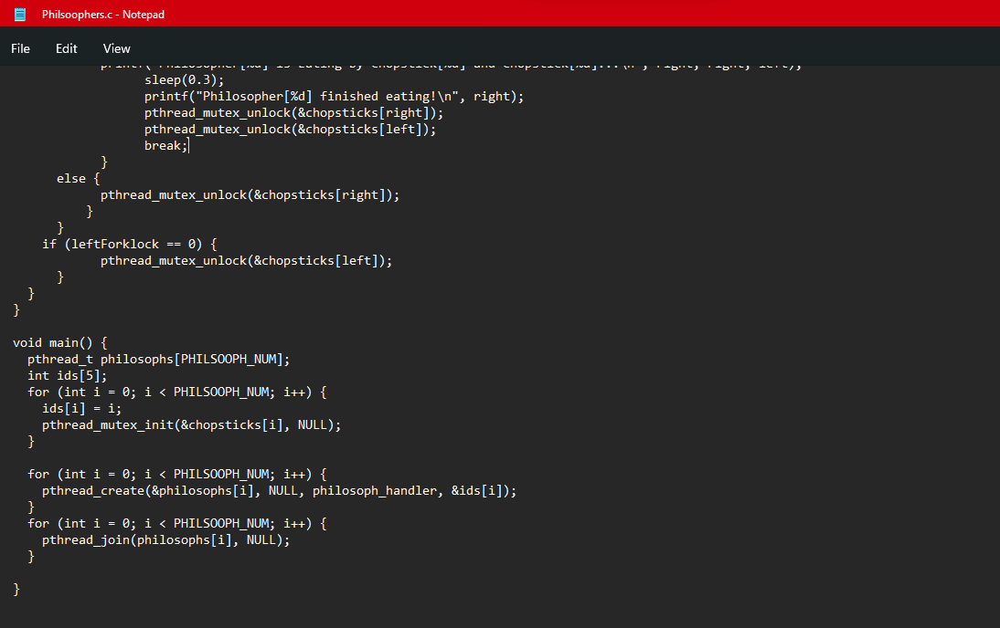 Philsoophers.c - Notepad
File Edit View
printf("Philosopher[%d] is Eating by chopstick[%d] and chopstick[%d]...\n", right, right, left);
sleep(0.3);
printf("Philosopher[%d] finished eating!\n", right);
pthread_mutex_unlock(&chopsticks[right]);
pthread_mutex_unlock(&chopsticks[left]);
break;
}
else {
pthread_mutex_unlock(&chopsticks[right]);
}
}
if (leftForklock == 0) {
pthread_mutex_unlock(&chopsticks[left]);
}
}
}
void main() {
pthread_t philosophs[PHILSOOPH_NUM];
int ids[5];
for (int i = 0; i < PHILSOOPH_NUM; i++) {
ids[i] = i;
pthread_mutex_init(&chopsticks[i], NULL);
}
for (int i = 0; i < PHILSOOPH_NUM; i++) {
pthread_create(&philosophs[i], NULL, philosoph_handler, &ids[i]);
}
for (int i = 0; i < PHILSOOPH_NUM; i++) {
pthread_join(philosophs[i], NULL);
}
}